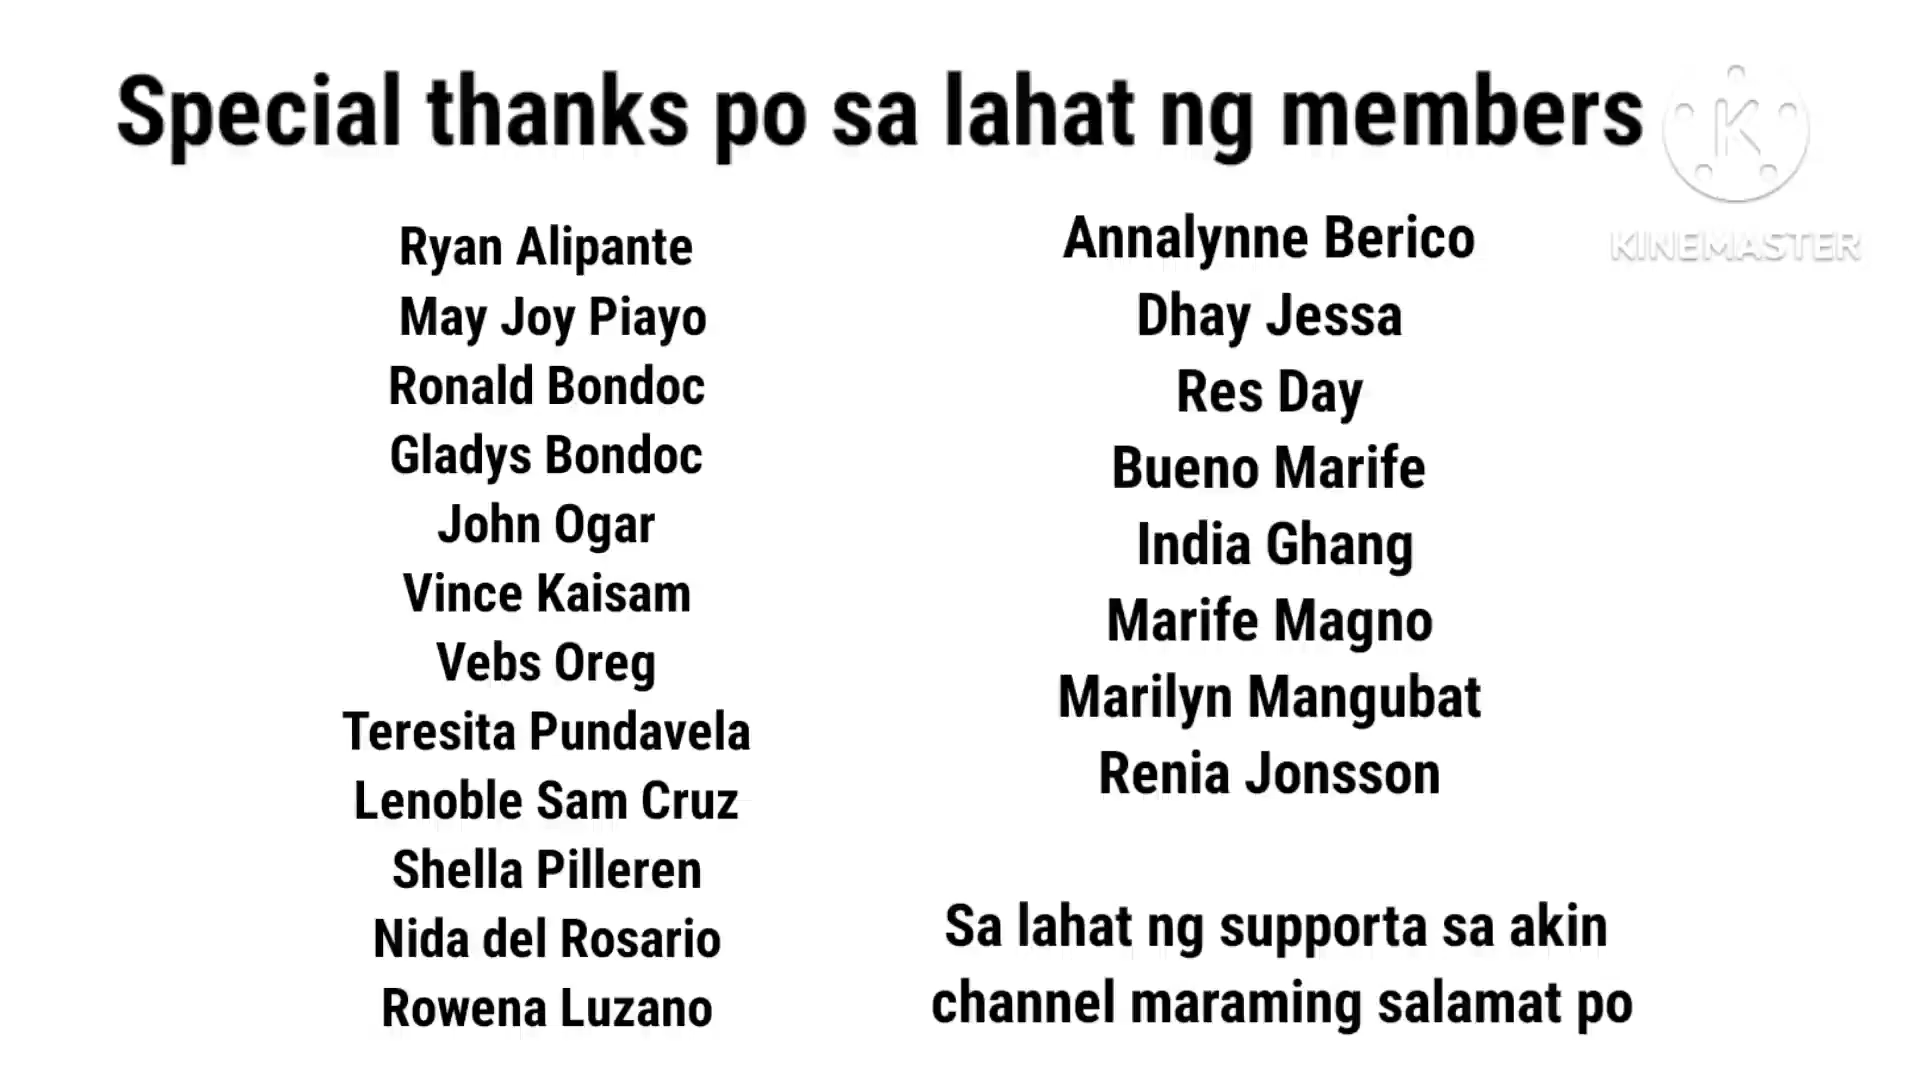 Special thanks po sa lahat ng members
KINEMASTER
Ryan Alipante
May Joy Piayo
Ronald Bondoc
Gladys Bondoc
John Ogar
Vince Kaisam
Vebs Oreg
Teresita Pundavela
Lenoble Sam Cruz
Shella Pilleren
Nida del Rosario
Rowena Luzano
Annalynne Berico
Dhay Jessa
Res Day
Bueno Marife
India Ghang
Marife Magno
Marilyn Mangubat
Renia Jonsson
Sa lahat ng supporta sa akin
channel maraming salamat po